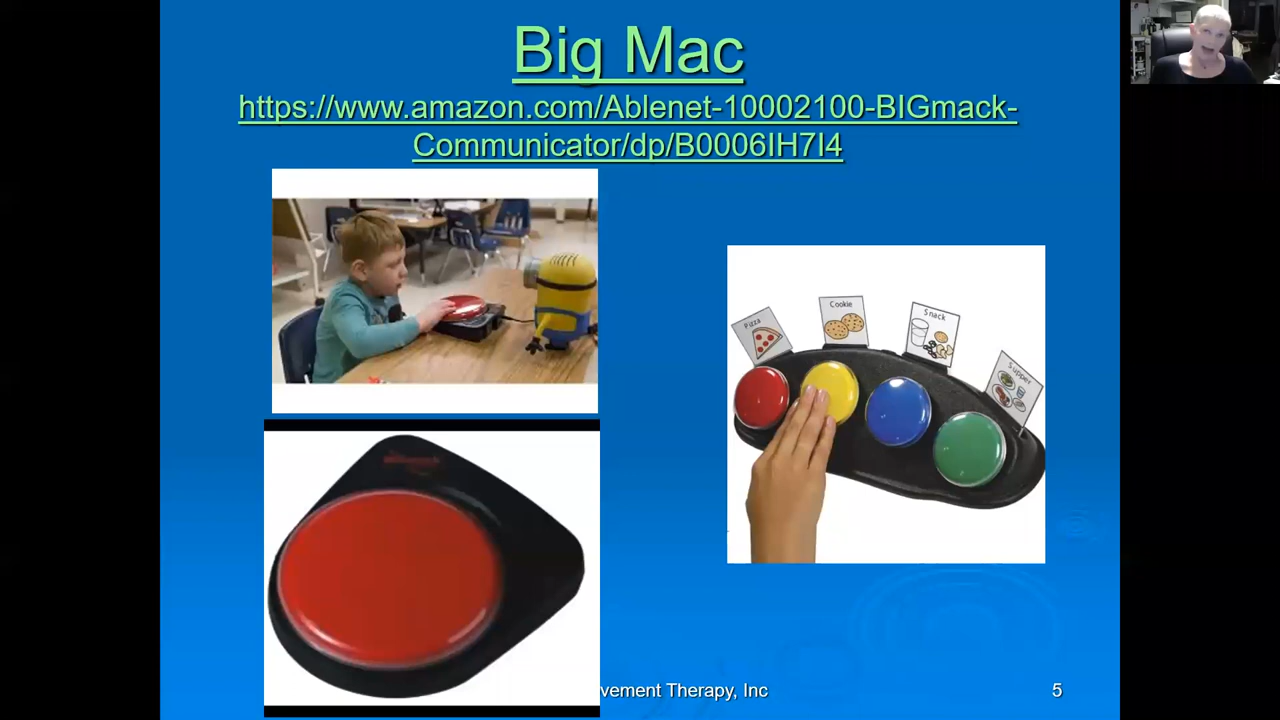 Big Mac
https://www.amazon.com/Ablenet-10002100-BIGmack-
Communicator/dp/B0006IH7I4
Pizza
Cookie
Snack
Supper
vement Therapy, Inc
5